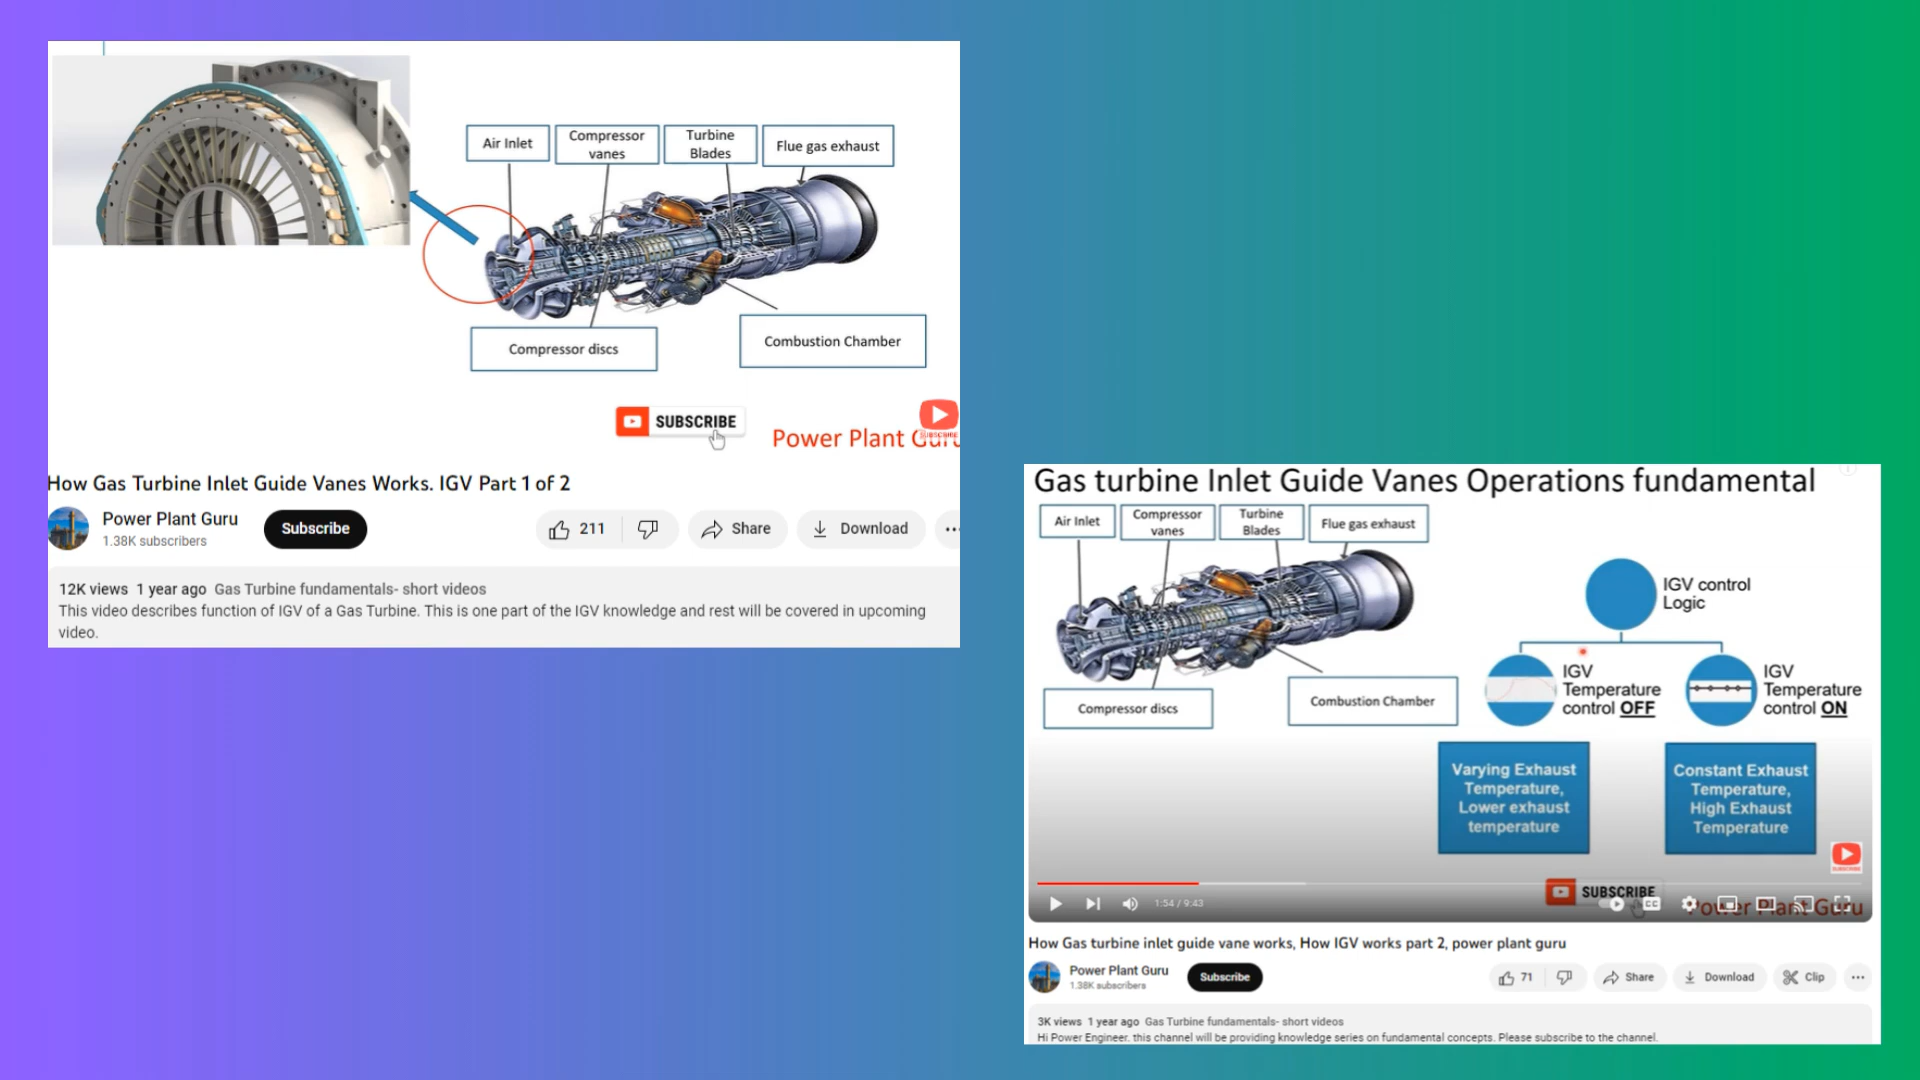 Air Inlet
Compressor
vanes
Turbine
Blades
Flue gas exhaust
Compressor discs
Combustion Chamber
SUBSCRIBE
Power Plant Guru
SUBSCRIBE
How Gas Turbine Inlet Guide Vanes Works. IGV Part 1 of 2
Power Plant Guru
1.38K subscribers
Subscribe
211
Share
Download
12K views 1 year ago Gas Turbine fundamentals- short videos
This video describes function of IGV of a Gas Turbine. This is one part of the IGV knowledge and rest will be covered in upcoming
video.
Gas turbine Inlet Guide Vanes Operations fundamental
Air Inlet
Compressor
vanes
Turbine
Blades
Flue gas exhaust
IGV control
Logic
IGV
Temperature
control OFF
IGV
Temperature
control ON
Compressor discs
Combustion Chamber
Varying Exhaust
Temperature,
Lower exhaust
temperature
Constant Exhaust
Temperature,
High Exhaust
Temperature
SUBSCRIBE
SUBSCRIBE
1:54 / 9:43
CC
Power Plant Guru
How Gas turbine inlet guide vane works, How IGV works part 2, power plant guru
Power Plant Guru
1.38K subscribers
Subscribe
71
Share
Download
Clip
3K views 1 year ago Gas Turbine fundamentals- short videos
Hi Power Engineer. this channel will be providing knowledge series on fundamental concepts. Please subscribe to the channel.